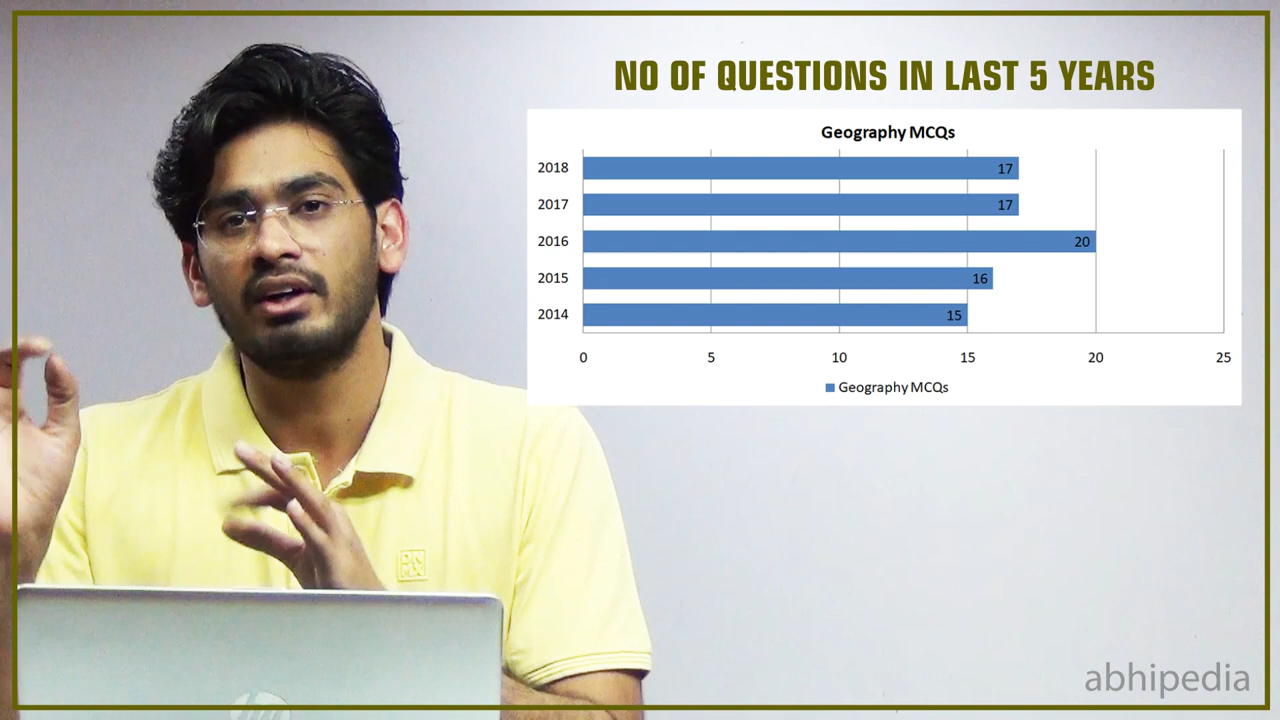 NO OF QUESTIONS IN LAST 5 YEARS
Geography MCQs
2018 17
2017 17
2016 20
2015 16
2014 15
0 5 10 15 20 25
Geography MCQs
hp
abhipedia